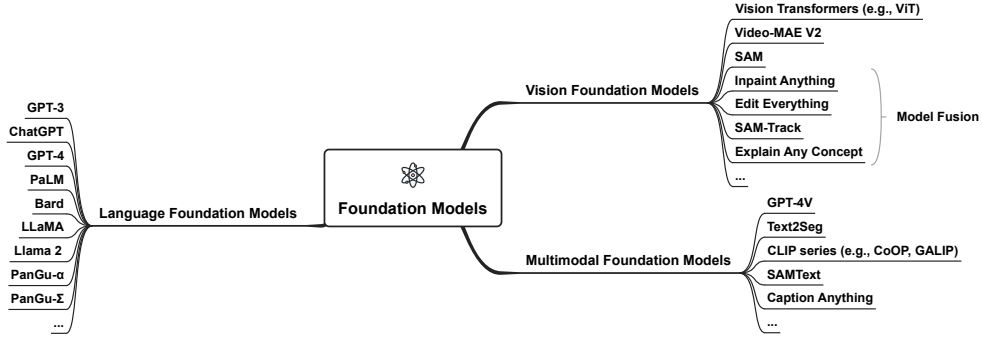 Foundation Models
Language Foundation Models
GPT-3
ChatGPT
GPT-4
PaLM
Bard
LLaMA
Llama 2
PanGu-α
PanGu-Σ
...
Vision Foundation Models
Vision Transformers (e.g., ViT)
Video-MAE V2
SAM
Inpaint Anything
Edit Everything
SAM-Track
Explain Any Concept
...
Model Fusion
Multimodal Foundation Models
GPT-4V
Text2Seg
CLIP series (e.g., CoOP, GALIP)
SAMText
Caption Anything
...